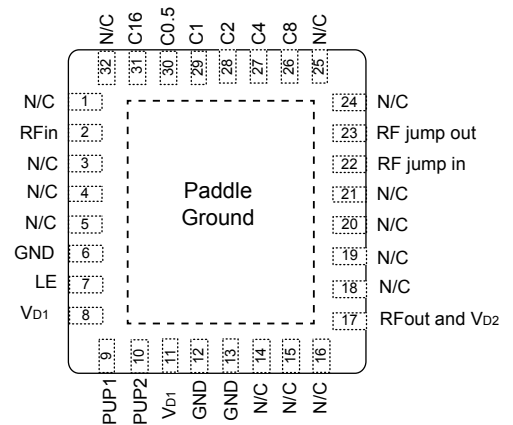 N/C
C16
C0.5
C1
C2
C4
C8
N/C
32
31
30
29
28
27
26
25
N/C 1
RFin 2
N/C 3
N/C 4
N/C 5
GND 6
LE 7
VD1 8
Paddle
Ground
24 N/C
23 RF jump out
22 RF jump in
21 N/C
20 N/C
19 N/C
18 N/C
17 RFout and VD2
9
10
11
12
13
14
15
16
PUP1
PUP2
VD1
GND
GND
N/C
N/C
N/C